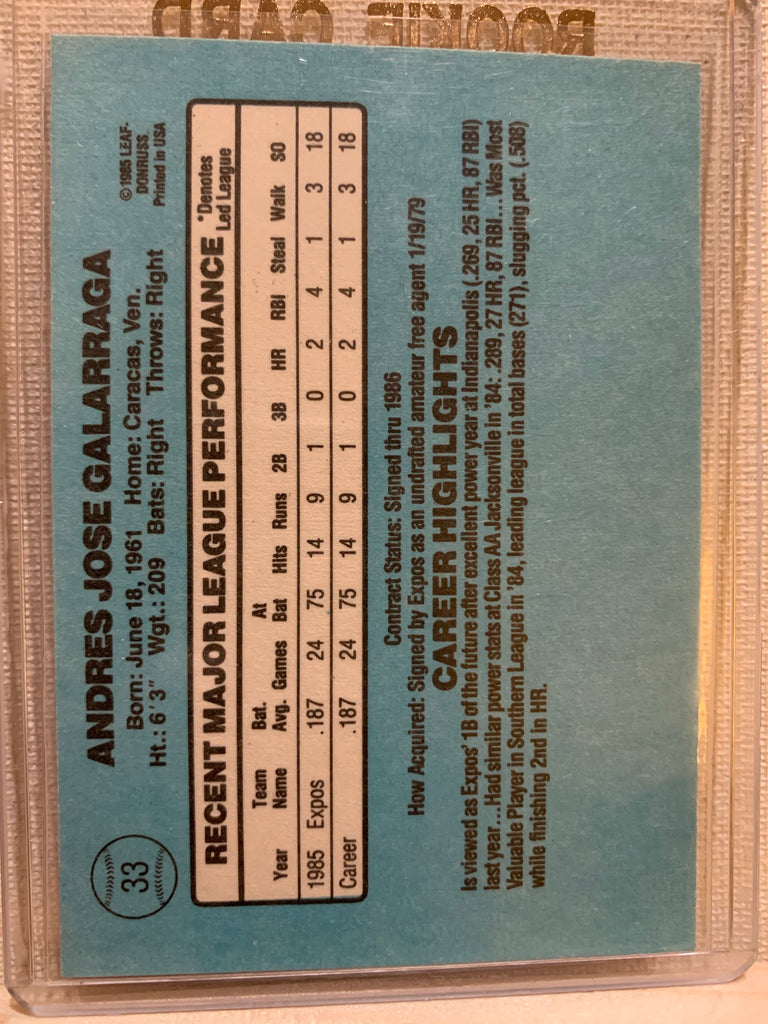 ROOKIE CARD
33
ANDRES JOSE GALARRAGA
Born: June 18, 1961 Home: Caracas, Ven.
Ht.: 6'3" Wgt.: 209 Bats: Right Throws: Right
©1985 LEAF-
DONRUSS
Printed in USA
RECENT MAJOR LEAGUE PERFORMANCE
*Denotes
Led League
Year Team Name Bat. Avg. Games At Bat Hits Runs 2B 3B HR RBI Steal Walk SO
1985 Expos .187 24 75 14 9 1 0 2 4 1 3 18
Career .187 24 75 14 9 1 0 2 4 1 3 18
Contract Status: Signed thru 1986
How Acquired: Signed by Expos as an undrafted amateur free agent 1/19/79
CAREER HIGHLIGHTS
Is viewed as Expos' 1B of the future after excellent power year at Indianapolis (.269, 25 HR, 87 RBI)
last year ... Had similar power stats at Class AA Jacksonville in '84: .289, 27 HR, 87 RBI ... Was Most
Valuable Player in Southern League in '84, leading league in total bases (271), slugging pct. (.508)
while finishing 2nd in HR.